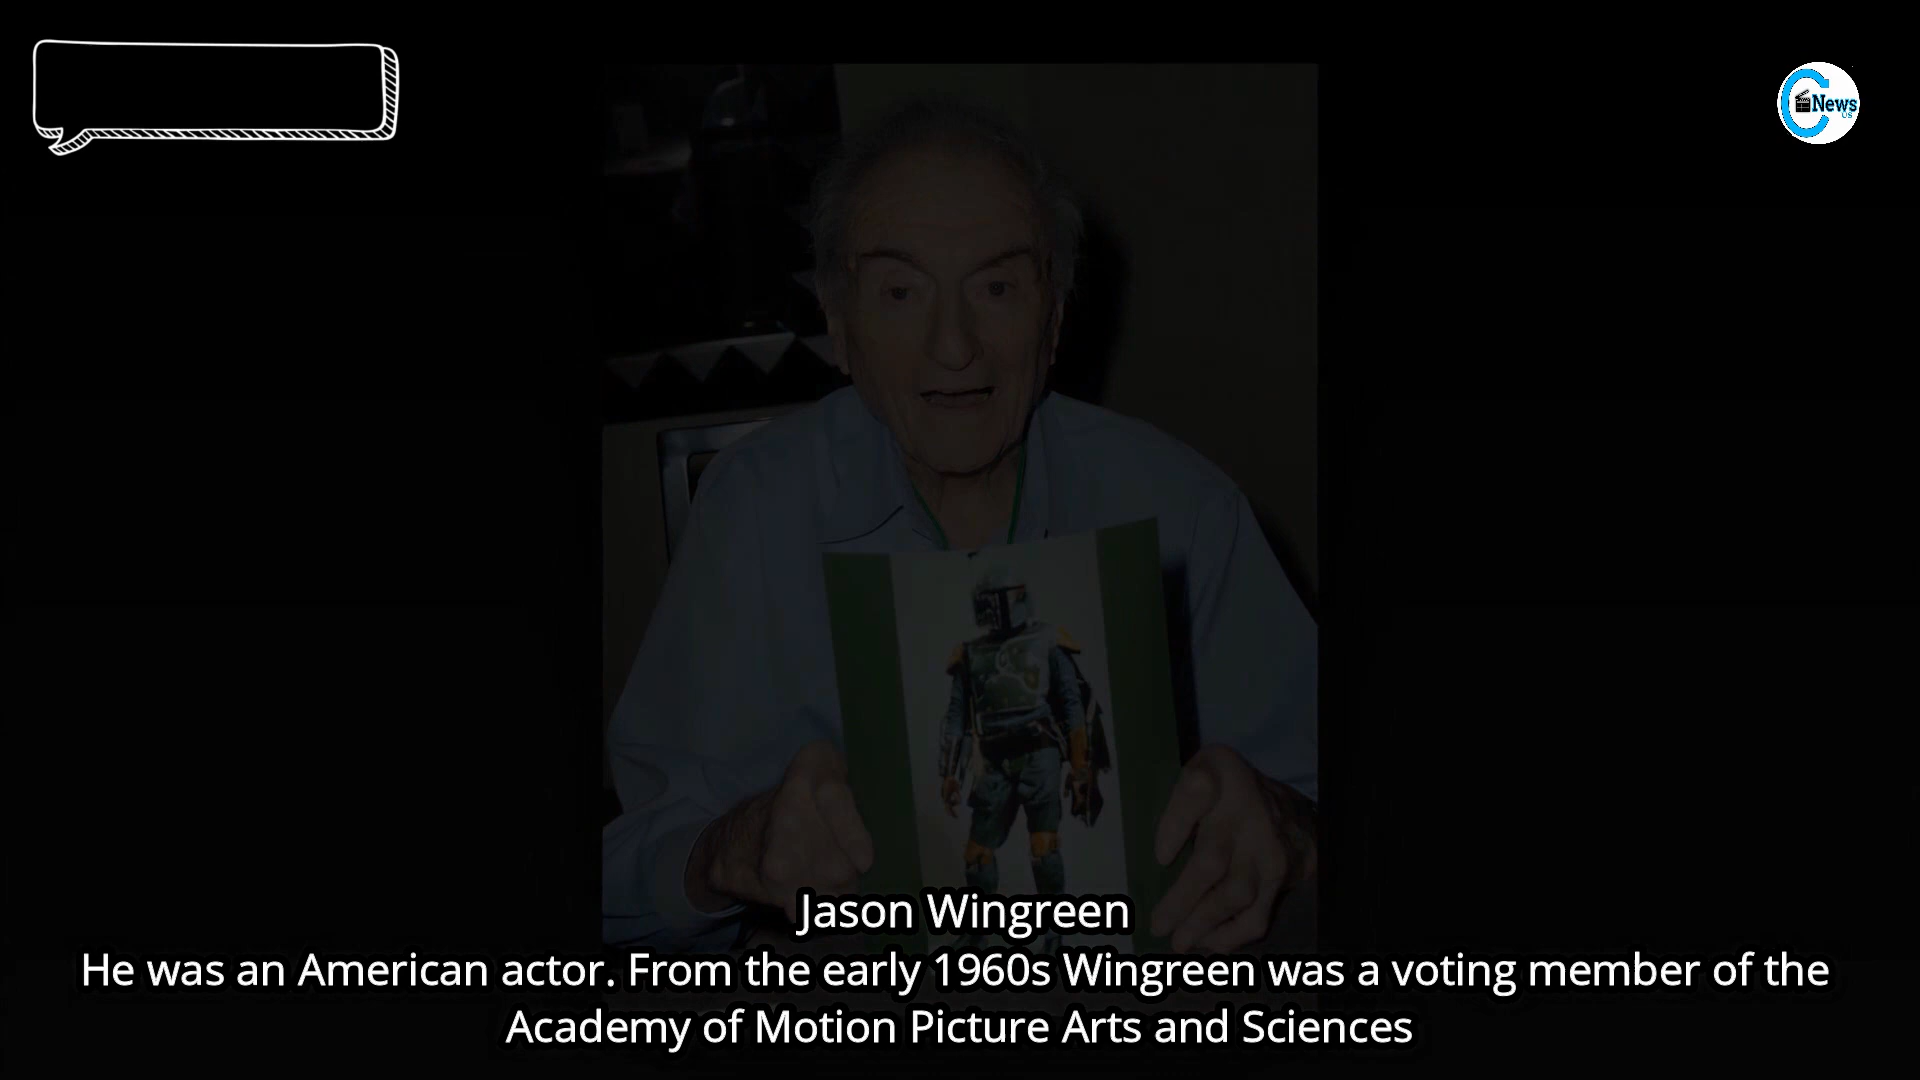 News
US
Jason Wingreen
He was an American actor. From the early 1960s Wingreen was a voting member of the
Academy of Motion Picture Arts and Sciences